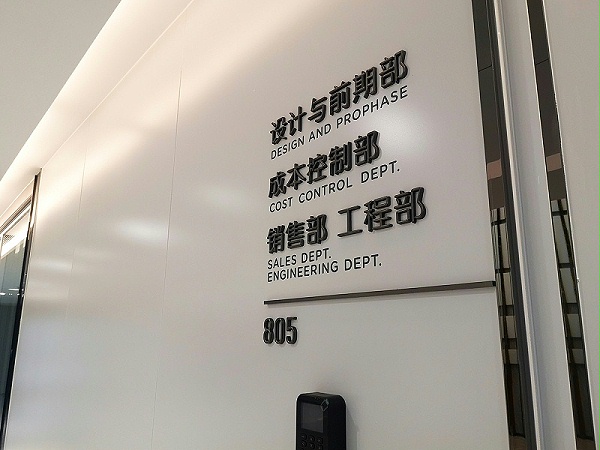 设计与前期部
DESIGN AND PROPHASE
成本控制部
COST CONTROL DEPT.
销售部 工程部
SALES DEPT.
ENGINEERING DEPT.
805